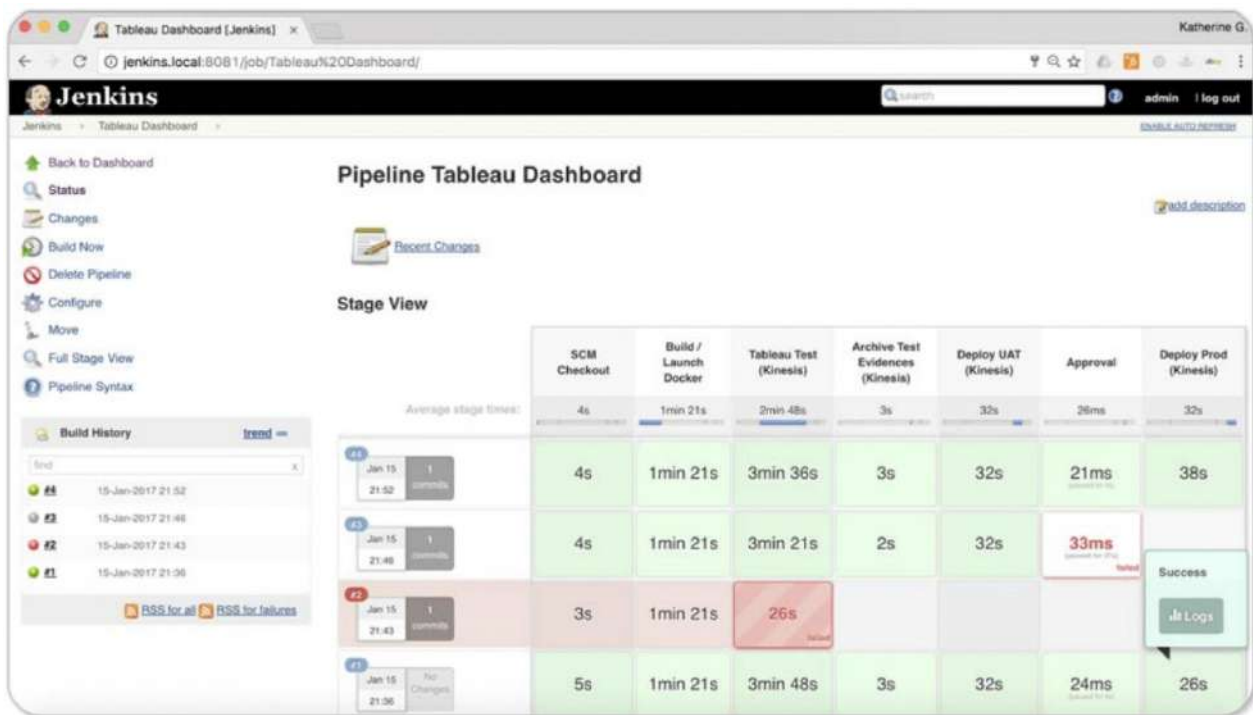 Tableau Dashboard [Jenkins] ×
Katherine G.
jenkins.local:8081/job/Tableau%20Dashboard/
Jenkins
search
admin | log out
Jenkins › Tableau Dashboard ›
ENABLE AUTO REFRESH
Back to Dashboard
Status
Changes
Build Now
Delete Pipeline
Configure
Move
Full Stage View
Pipeline Syntax
Build History trend
find x
#4 15-Jan-2017 21:52
#3 15-Jan-2017 21:46
#2 15-Jan-2017 21:43
#1 15-Jan-2017 21:36
RSS for all RSS for failures
Pipeline Tableau Dashboard
add description
Recent Changes
Stage View
SCM Checkout
Build / Launch Docker
Tableau Test (Kinesis)
Archive Test Evidences (Kinesis)
Deploy UAT (Kinesis)
Approval
Deploy Prod (Kinesis)
Average stage times: 4s 1min 21s 2min 48s 3s 32s 26ms 32s
#4
Jan 15 21:52 1 commits
4s 1min 21s 3min 36s 3s 32s 21ms 38s
#3
Jan 15 21:46 1 commits
4s 1min 21s 3min 21s 2s 32s 33ms
failed
Success
Logs
#2
Jan 15 21:43 1 commits
3s 1min 21s 26s
failed
#1
Jan 15 21:36 No Changes
5s 1min 21s 3min 48s 3s 32s 24ms 26s